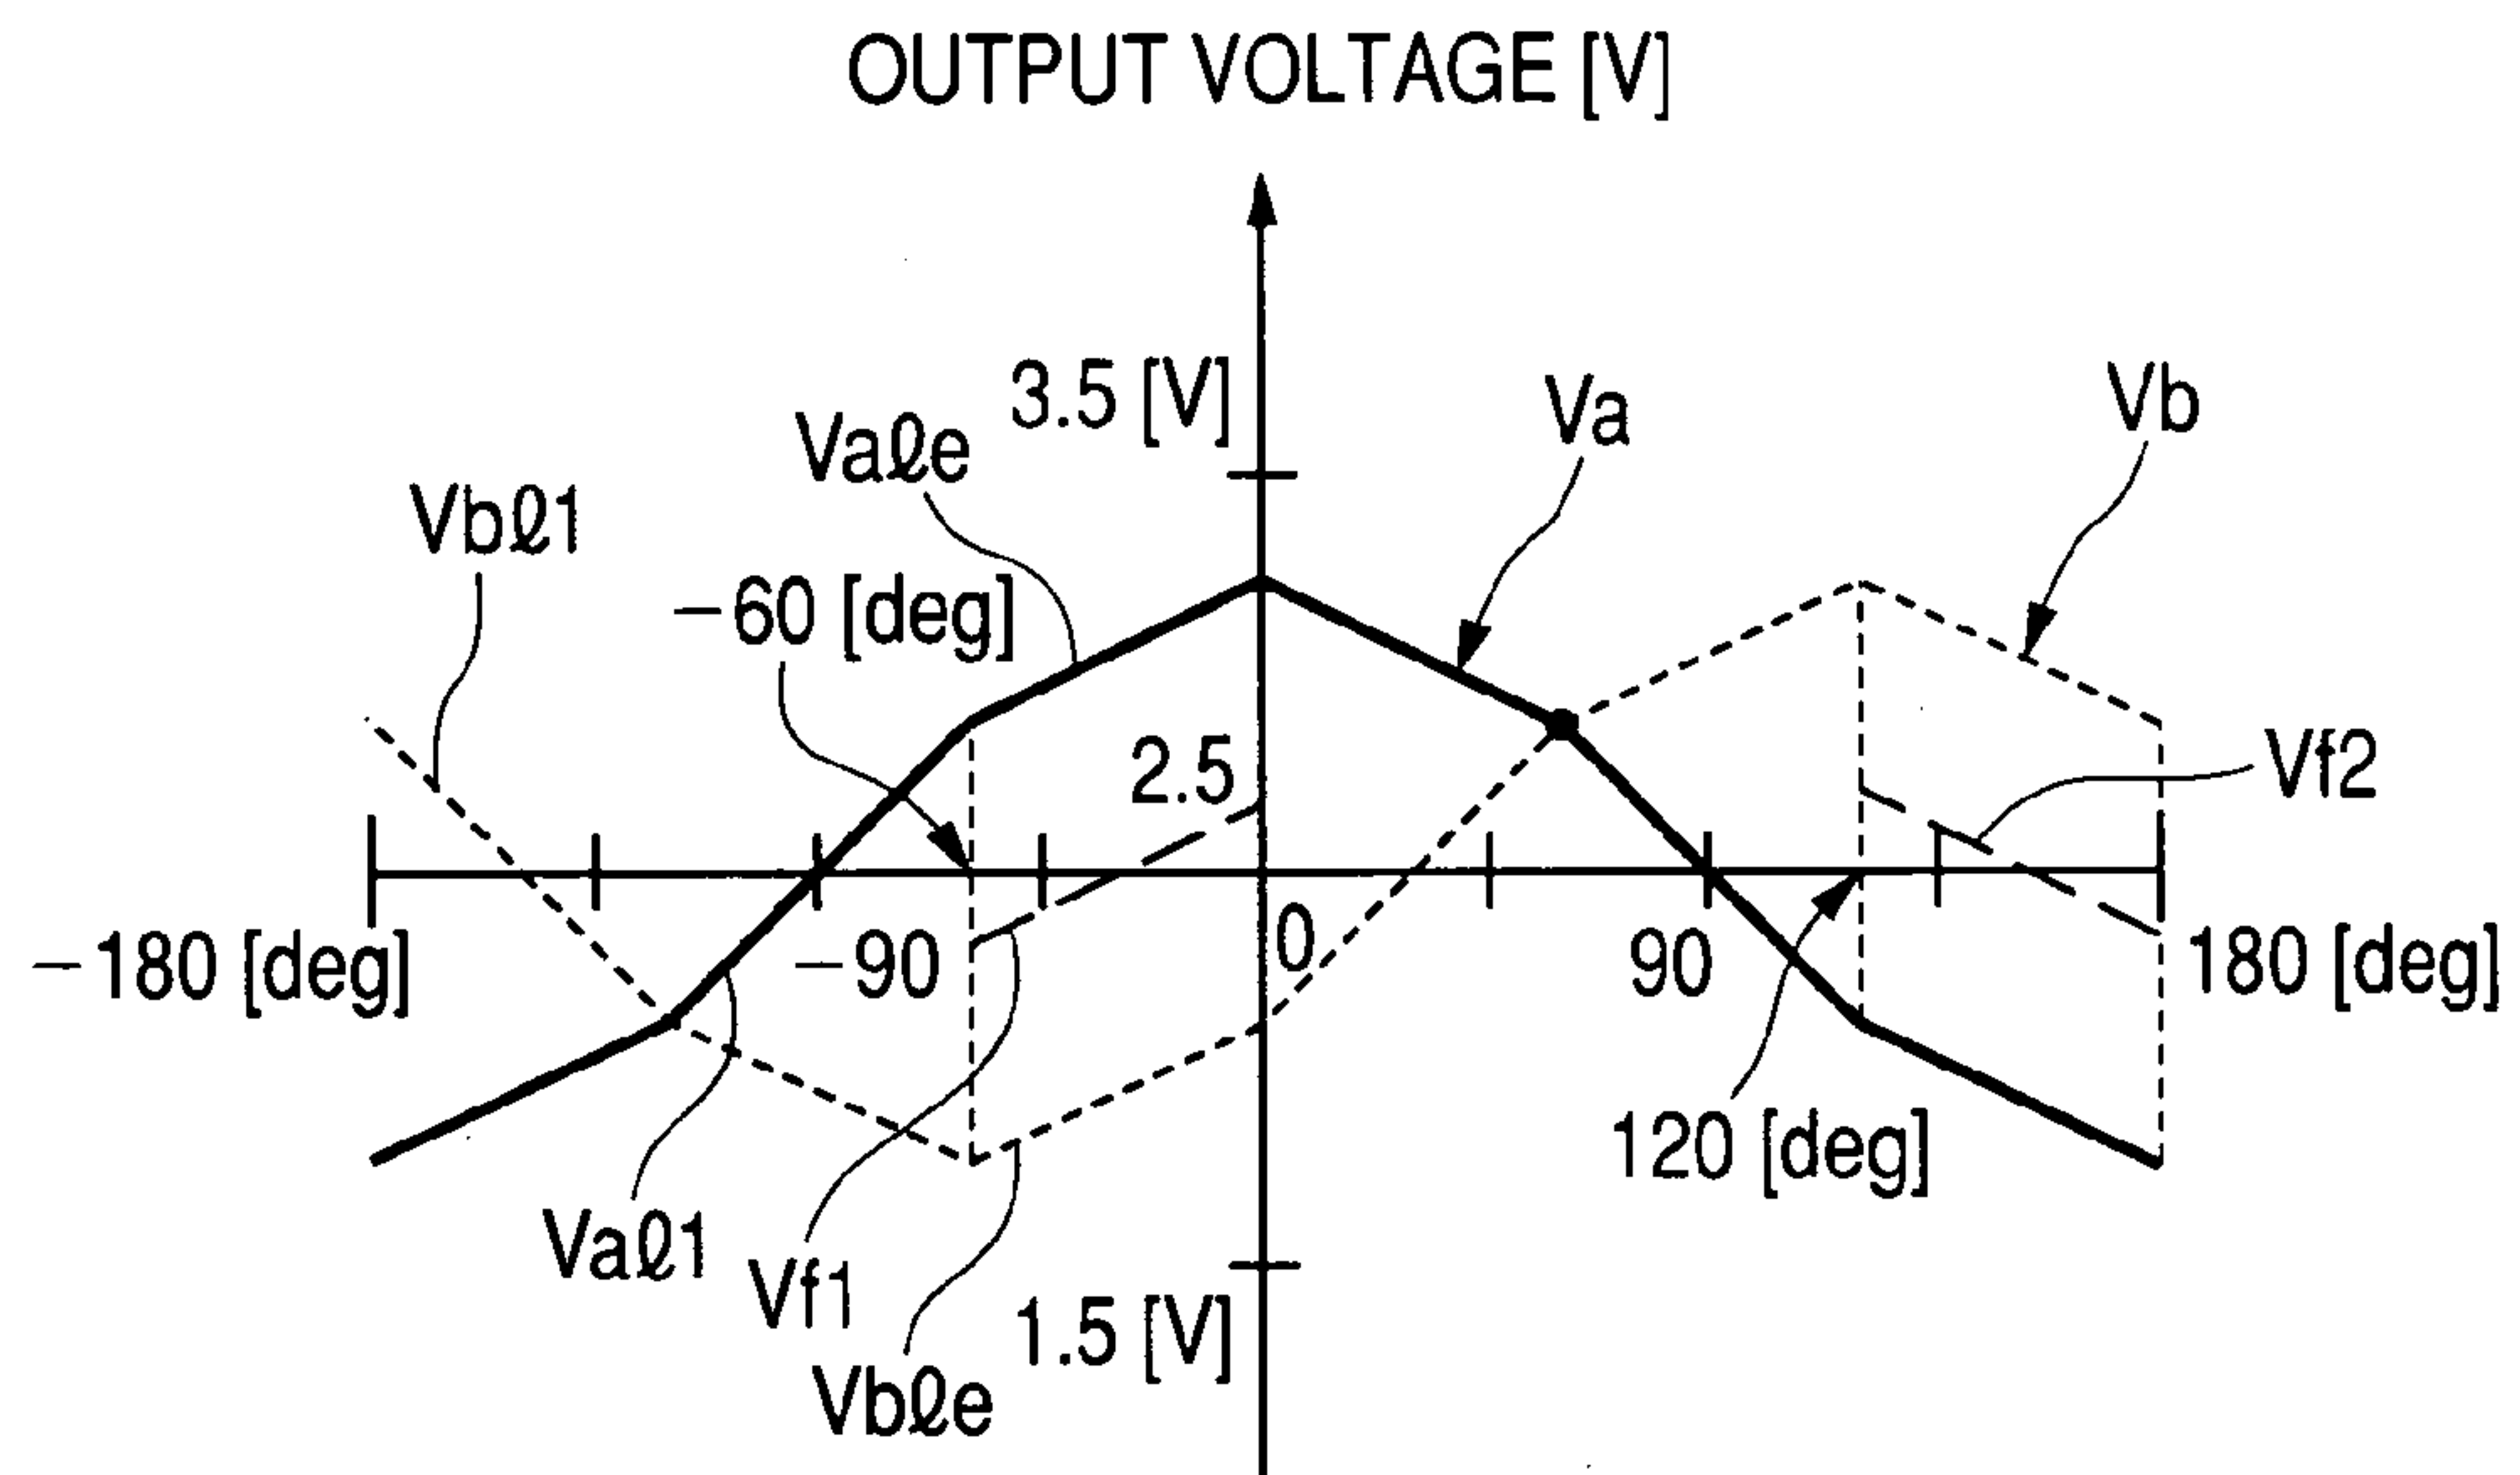 OUTPUT VOLTAGE [V]
3.5 [V]
Va
Vb
Vaℓe
Vbℓ1
−60 [deg]
2.5
Vf2
−180 [deg]
−90
0
90
180 [deg]
120 [deg]
Vaℓ1
Vf1
1.5 [V]
Vbℓe